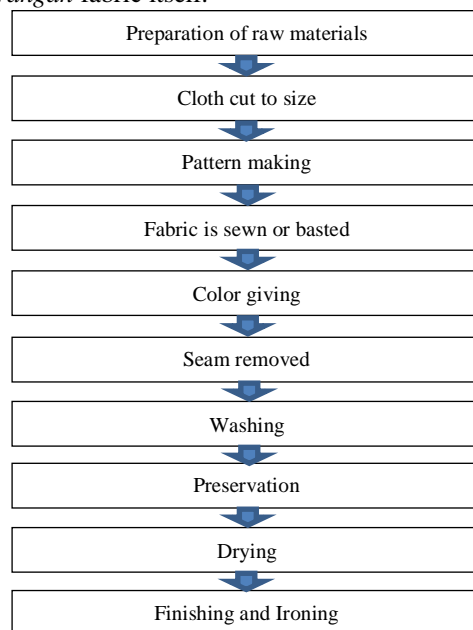 fabric itself.
Preparation of raw materials
Cloth cut to size
Pattern making
Fabric is sewn or basted
Color giving
Seam removed
Washing
Preservation
Drying
Finishing and Ironing